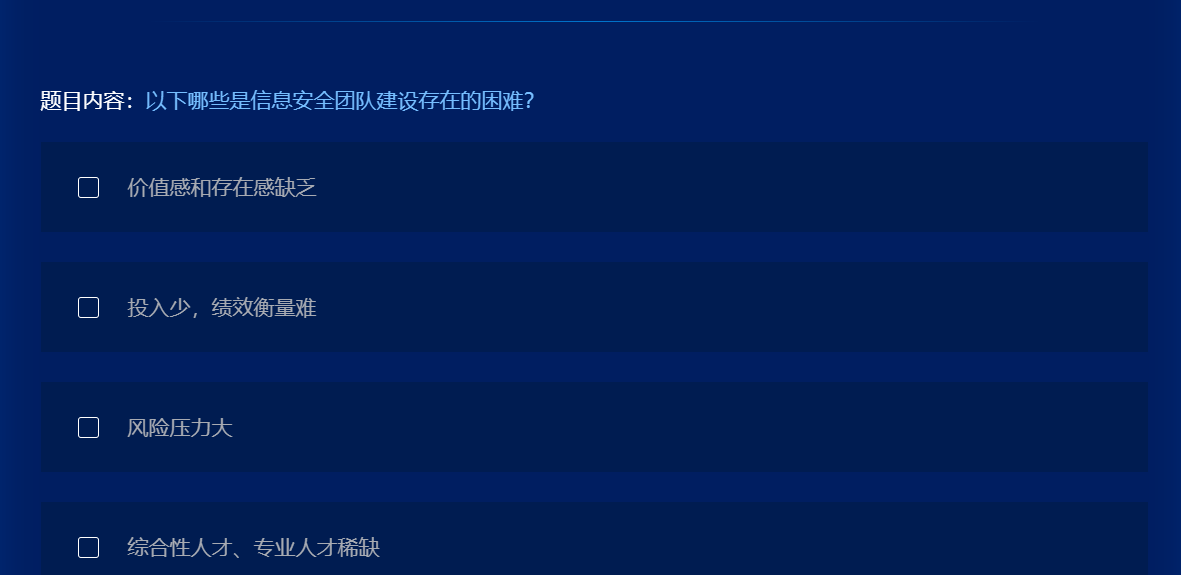 题目内容：以下哪些是信息安全团队建设存在的困难？
价值感和存在感缺乏
投入少，绩效衡量难
风险压力大
综合性人才、专业人才稀缺